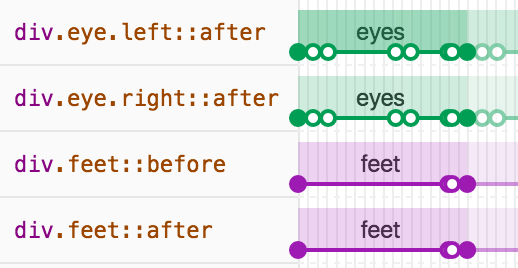 div.eye.left::after eyes
div.eye.right::after eyes
div.feet::before feet
div.feet::after feet